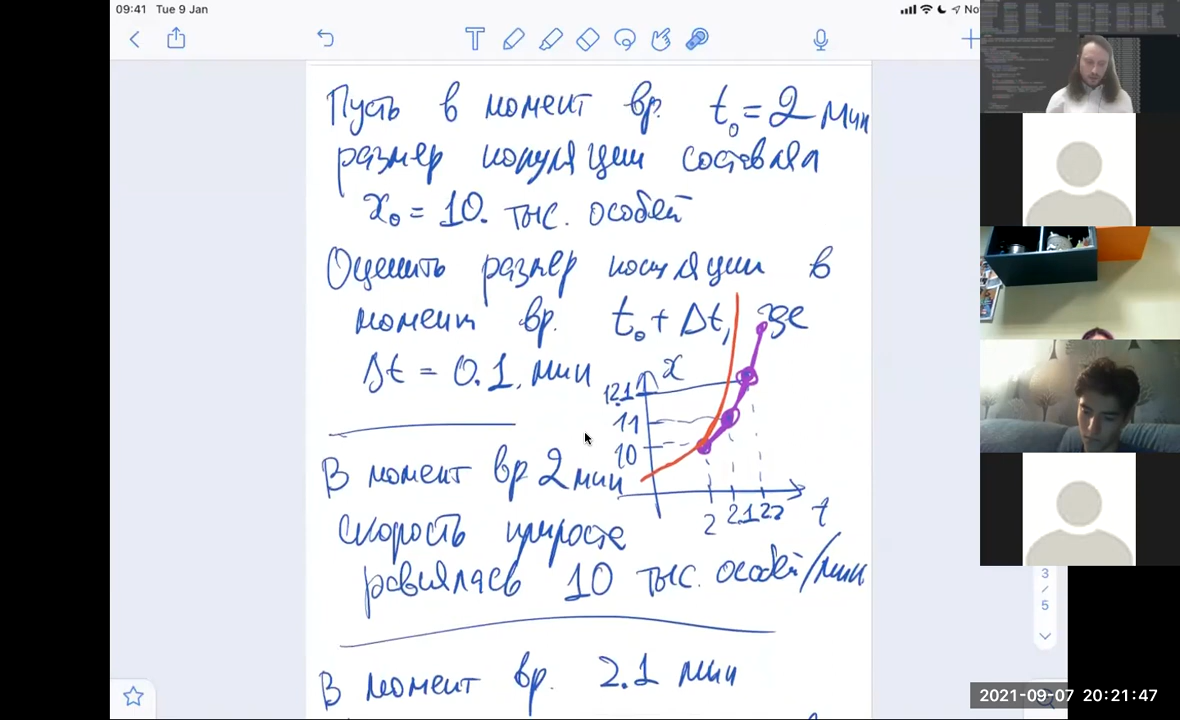 09:41 Tue 9 Jan
No
Пусть в момент вр. t₀ = 2 мин
размер популяции составлял
x₀ = 10. тыс. особей
Оценить размер популяции в
момент вр. t₀ + Δt, где
Δt = 0.1. мин
x
12.1
11
10
2 2.1 2.2 t
В момент вр 2 мин
скорость прироста
равнялась 10 тыс. особей/мин
В момент вр. 2.1 мин
3
/
5
2021-09-07 20:21:47